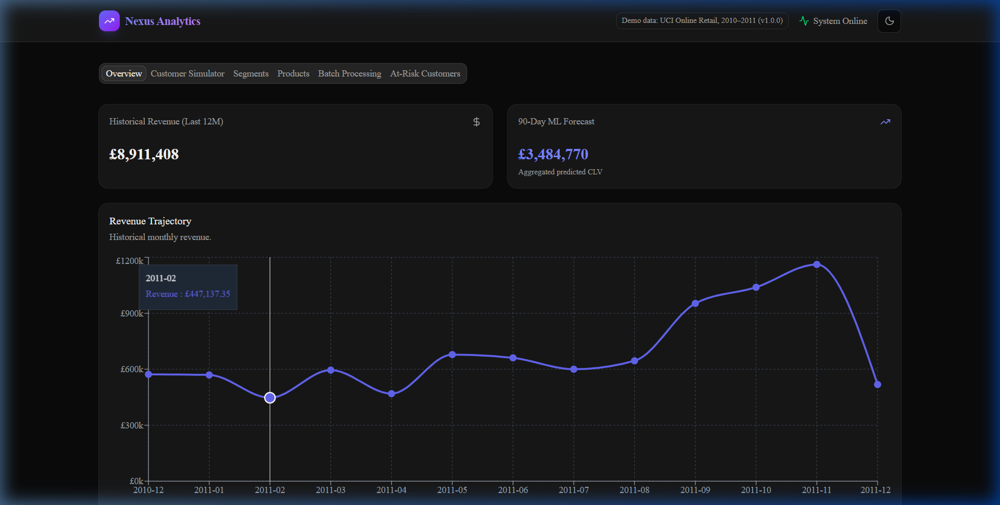 Nexus Analytics
Demo data: UCI Online Retail, 2010–2011 (v1.0.0)
System Online
Overview
Customer Simulator
Segments
Products
Batch Processing
At-Risk Customers
Historical Revenue (Last 12M)
£8,911,408
90-Day ML Forecast
£3,484,770
Aggregated predicted CLV
Revenue Trajectory
Historical monthly revenue.
£1200k
2011-02
Revenue : £447,137.35
£900k
£600k
£300k
£0k
2010-12
2011-01
2011-02
2011-03
2011-04
2011-05
2011-06
2011-07
2011-08
2011-09
2011-10
2011-11
2011-12